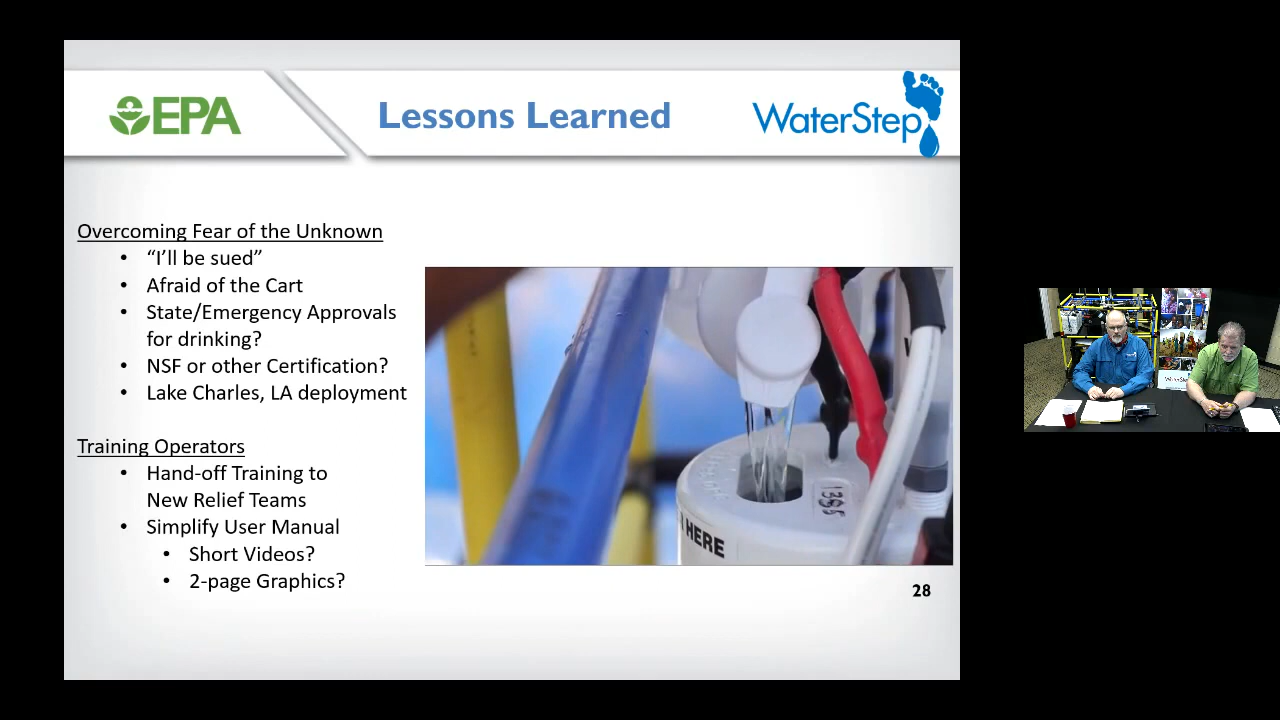 EPA
Lessons Learned
WaterStep
Overcoming Fear of the Unknown
• “I’ll be sued”
• Afraid of the Cart
• State/Emergency Approvals
for drinking?
• NSF or other Certification?
• Lake Charles, LA deployment
Training Operators
• Hand-off Training to
New Relief Teams
• Simplify User Manual
• Short Videos?
• 2-page Graphics?
1395
HERE
28